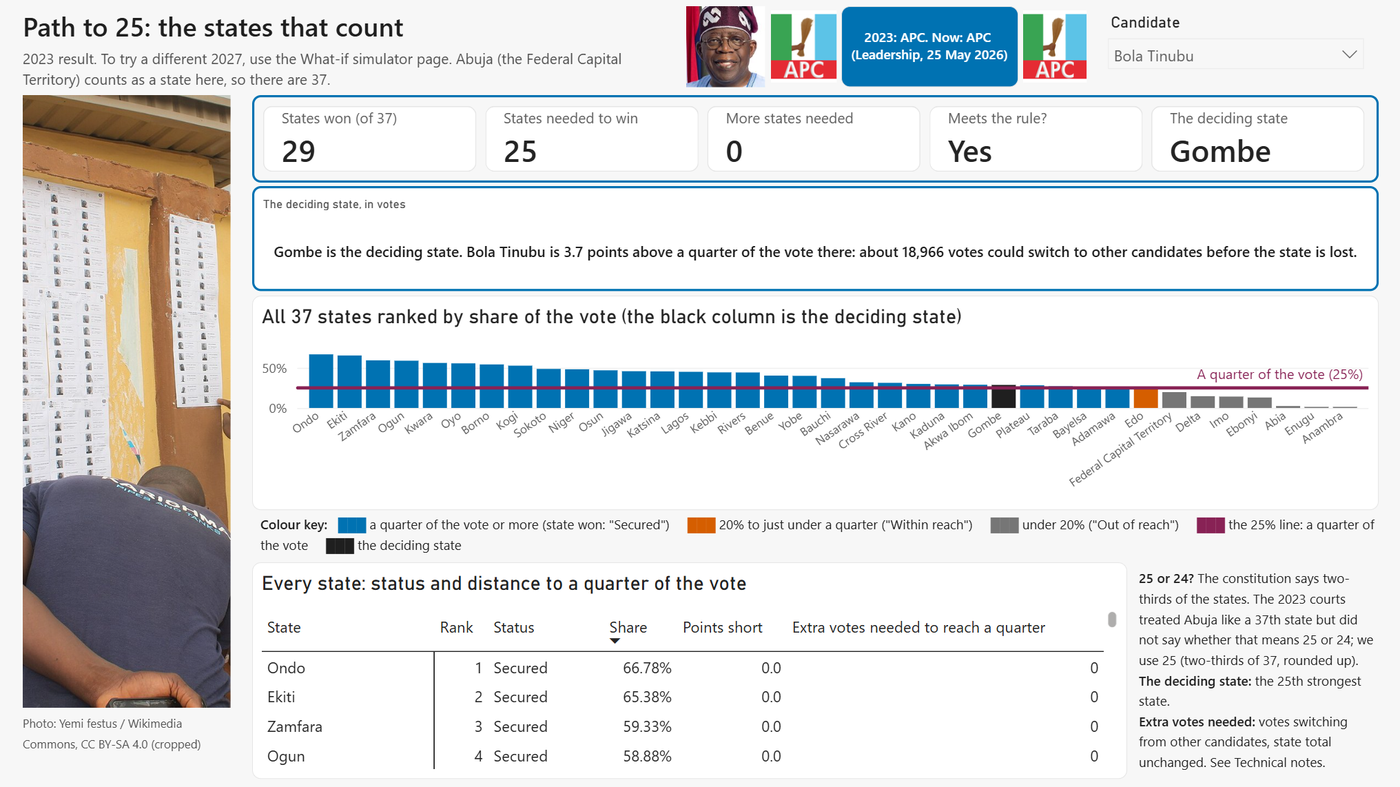 Path to 25: the states that count
2023 result. To try a different 2027, use the What-if simulator page. Abuja (the Federal Capital
Territory) counts as a state here, so there are 37.
APC
2023: APC. Now: APC
(Leadership, 25 May 2026)
APC
Candidate
Bola Tinubu
States won (of 37)
29
States needed to win
25
More states needed
0
Meets the rule?
Yes
The deciding state
Gombe
The deciding state, in votes
Gombe is the deciding state. Bola Tinubu is 3.7 points above a quarter of the vote there: about 18,966 votes could switch to other candidates before the state is lost.
All 37 states ranked by share of the vote (the black column is the deciding state)
50%
0%
A quarter of the vote (25%)
Ondo
Ekiti
Zamfara
Ogun
Kwara
Oyo
Borno
Kogi
Sokoto
Niger
Osun
Jigawa
Katsina
Lagos
Kebbi
Rivers
Benue
Yobe
Bauchi
Nasarawa
Cross River
Kano
Kaduna
Akwa Ibom
Gombe
Plateau
Taraba
Bayelsa
Adamawa
Edo
Federal Capital Territory
Delta
Imo
Ebonyi
Abia
Enugu
Anambra
Colour key: a quarter of the vote or more (state won: "Secured") 20% to just under a quarter ("Within reach") under 20% ("Out of reach") the 25% line: a quarter of
the vote the deciding state
Every state: status and distance to a quarter of the vote
State Rank Status Share Points short Extra votes needed to reach a quarter
Ondo 1 Secured 66.78% 0.0 0
Ekiti 2 Secured 65.38% 0.0 0
Zamfara 3 Secured 59.33% 0.0 0
Ogun 4 Secured 58.88% 0.0 0
25 or 24? The constitution says two-
thirds of the states. The 2023 courts
treated Abuja like a 37th state but did
not say whether that means 25 or 24; we
use 25 (two-thirds of 37, rounded up).
The deciding state: the 25th strongest
state.
Extra votes needed: votes switching
from other candidates, state total
unchanged. See Technical notes.
Photo: Yemi festus / Wikimedia
Commons, CC BY-SA 4.0 (cropped)